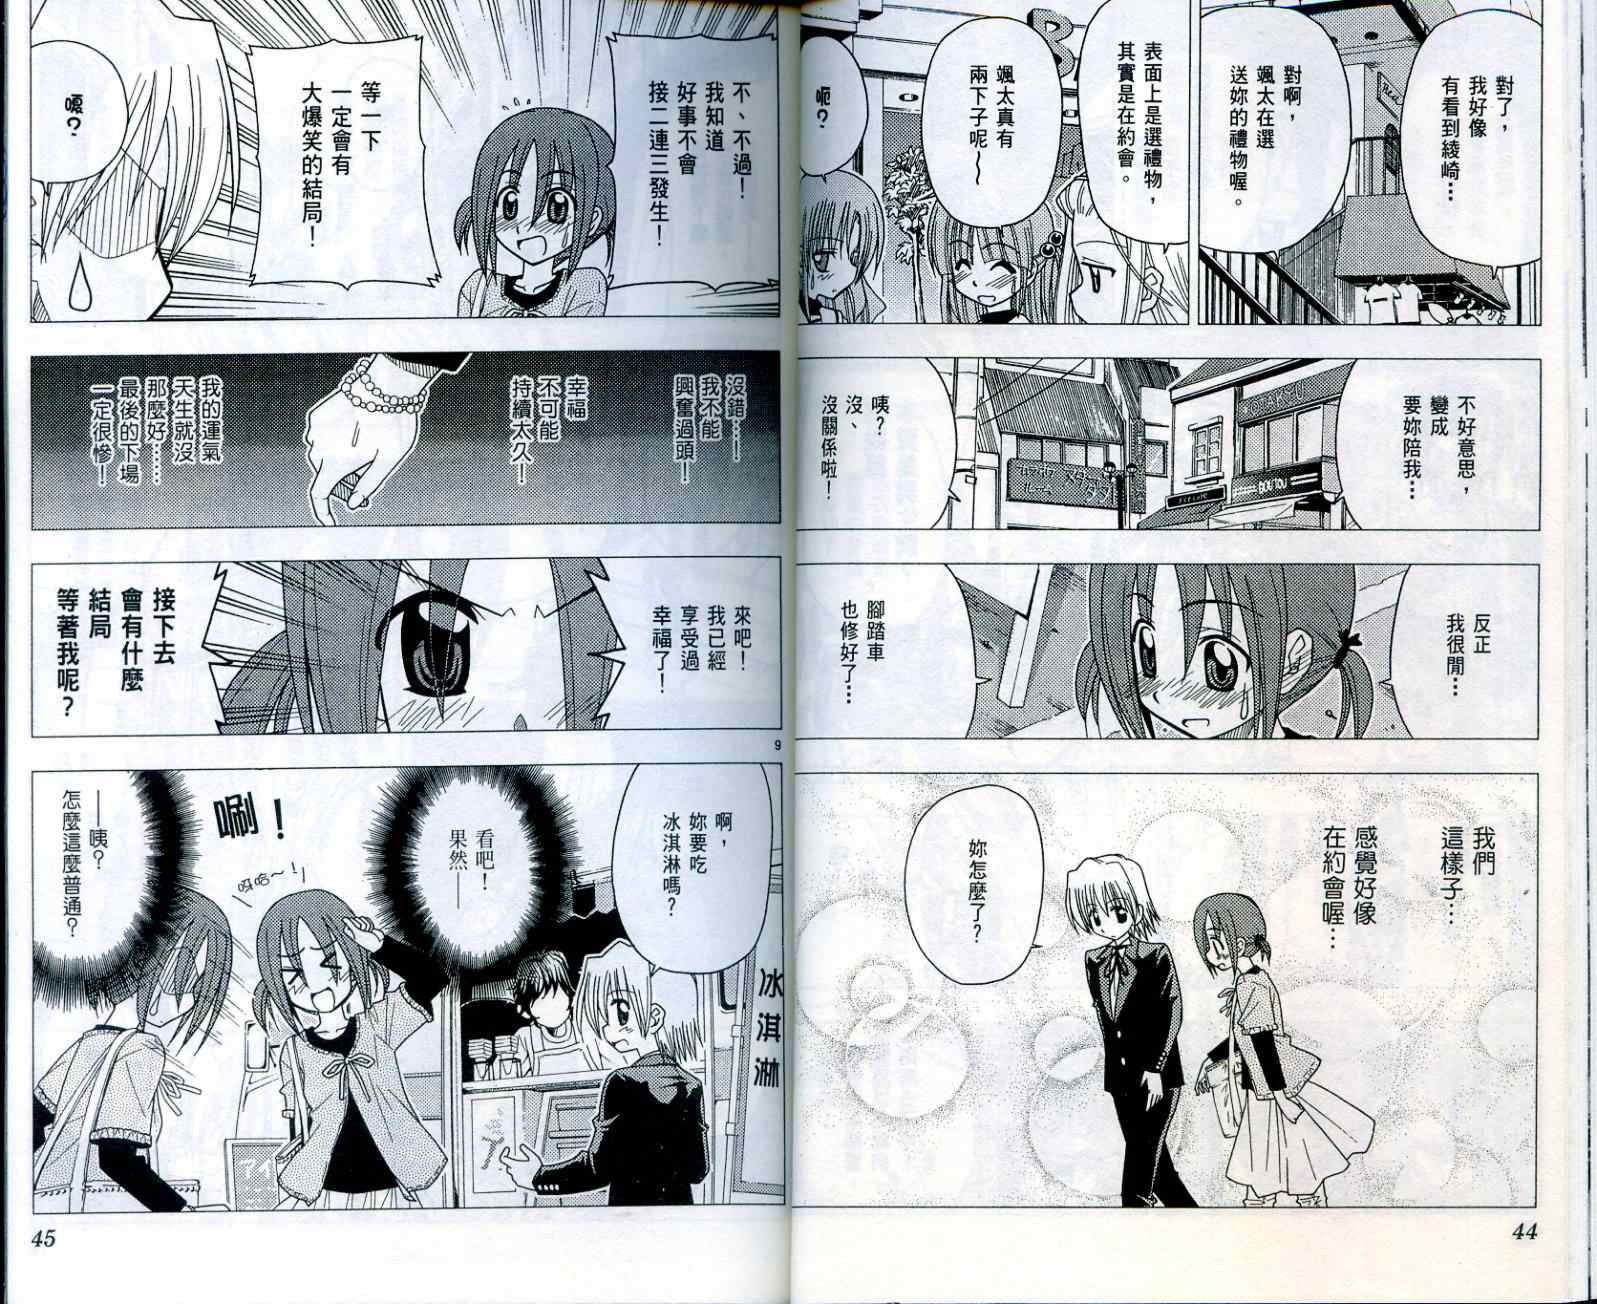 對了，
我好像
有看到綾崎…
對啊，
颯太在選
送妳的禮物喔。
表面上是選禮物，
其實是在約會。
颯太真有
兩下子呢～
呃？
不好意思，
變成
要妳陪我…
咦？
沒、
沒關係啦！
反正
我很閒…
腳踏車
也修好了…
我們
這樣子…
感覺好像
在約會喔…
妳怎麼了？
44
不、不過！
我知道
好事不會
接二連三發生！
等一下
一定會有
大爆笑的結局！
嗄？
沒錯…！
我不能
興奮過頭！
幸福
不可能
持續太久！
我的運氣
天生就沒
那麼好……
最後的下場
一定很慘！
來吧！
我已經
享受過
幸福了！
接下去
會有什麼
結局
等著我呢？
9
啊，
妳要吃
冰淇淋嗎？
冰淇淋
看吧！
果然——
唰！
呀哈～！
——咦？
怎麼這麼普通？
アイ
45